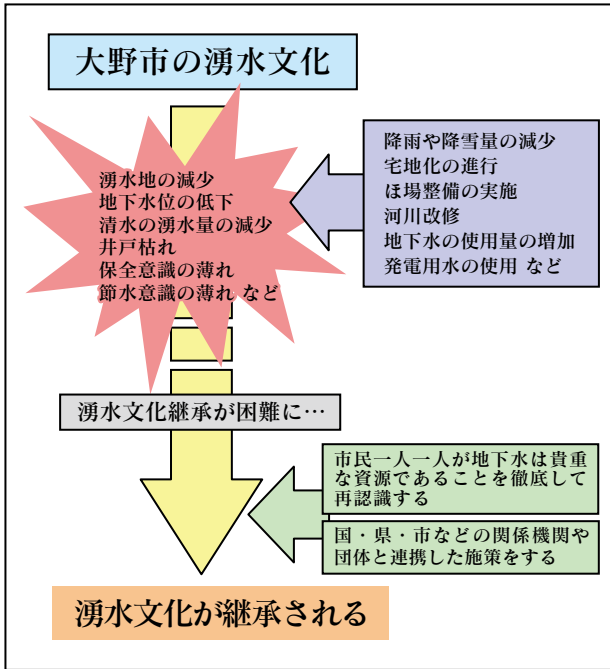 大野市の湧水文化
湧水地の減少
地下水位の低下
清水の湧水量の減少
井戸枯れ
保全意識の薄れ
節水意識の薄れ など
降雨や降雪量の減少
宅地化の進行
ほ場整備の実施
河川改修
地下水の使用量の増加
発電用水の使用 など
湧水文化継承が困難に…
市民一人一人が地下水は貴重
な資源であることを徹底して
再認識する
国・県・市などの関係機関や
団体と連携した施策をする
湧水文化が継承される